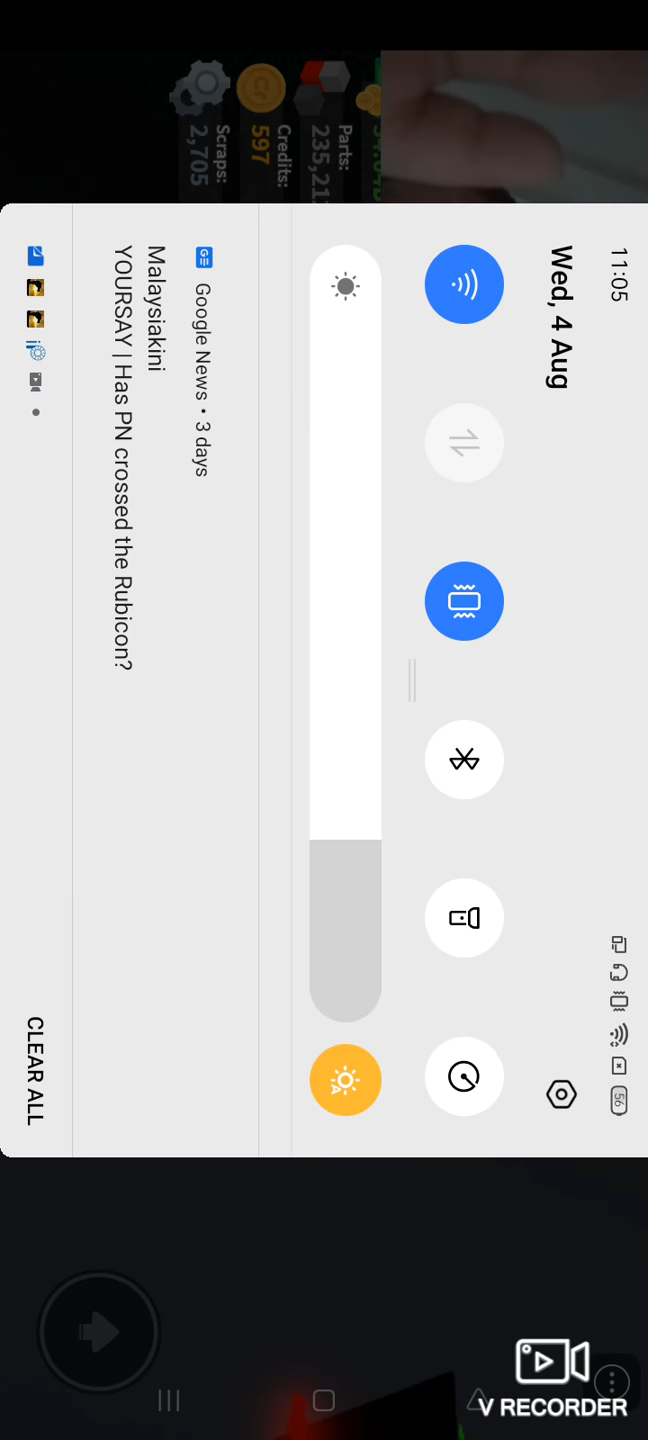 11:05
Wed, 4 Aug
56
Google News • 3 days
Malaysiakini
YOURSAY | Has PN crossed the Rubicon?
CLEAR ALL
Parts:
Credits:
597
Scraps:
2,705
V RECORDER